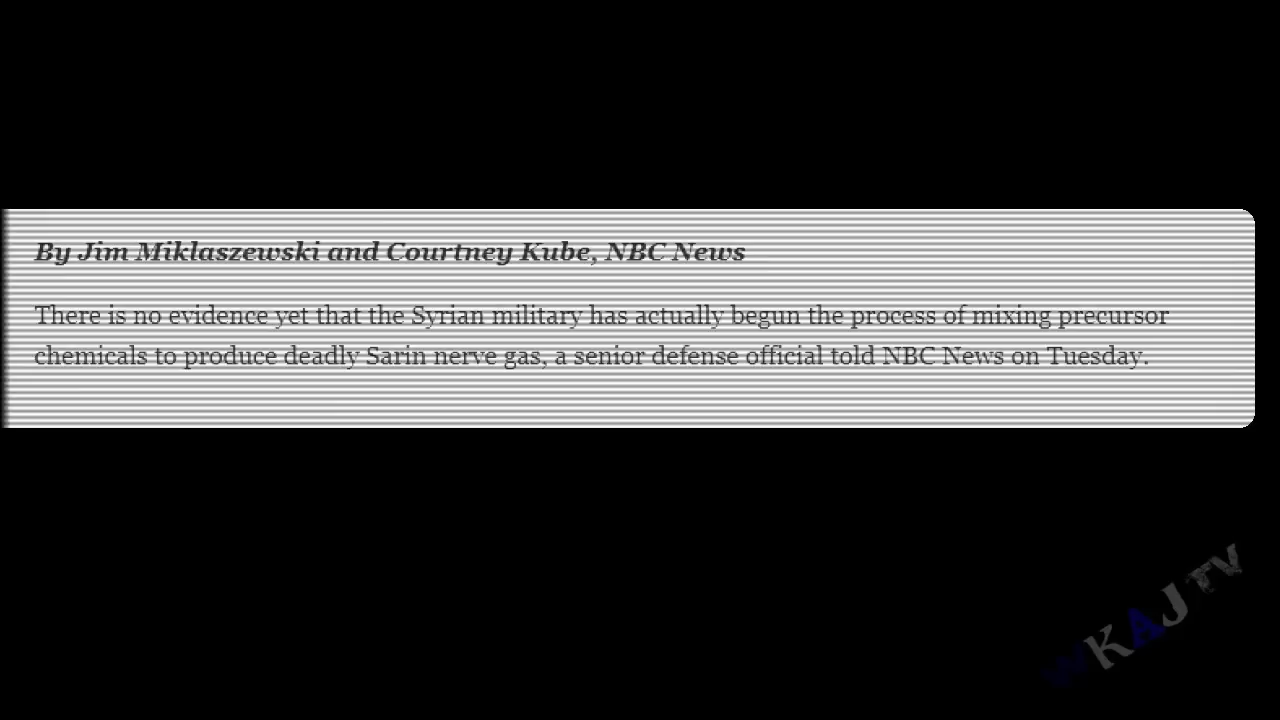 By Jim Miklaszewski and Courtney Kube, NBC News
There is no evidence yet that the Syrian military has actually begun the process of mixing precursor
chemicals to produce deadly Sarin nerve gas, a senior defense official told NBC News on Tuesday.
WKAJ TV